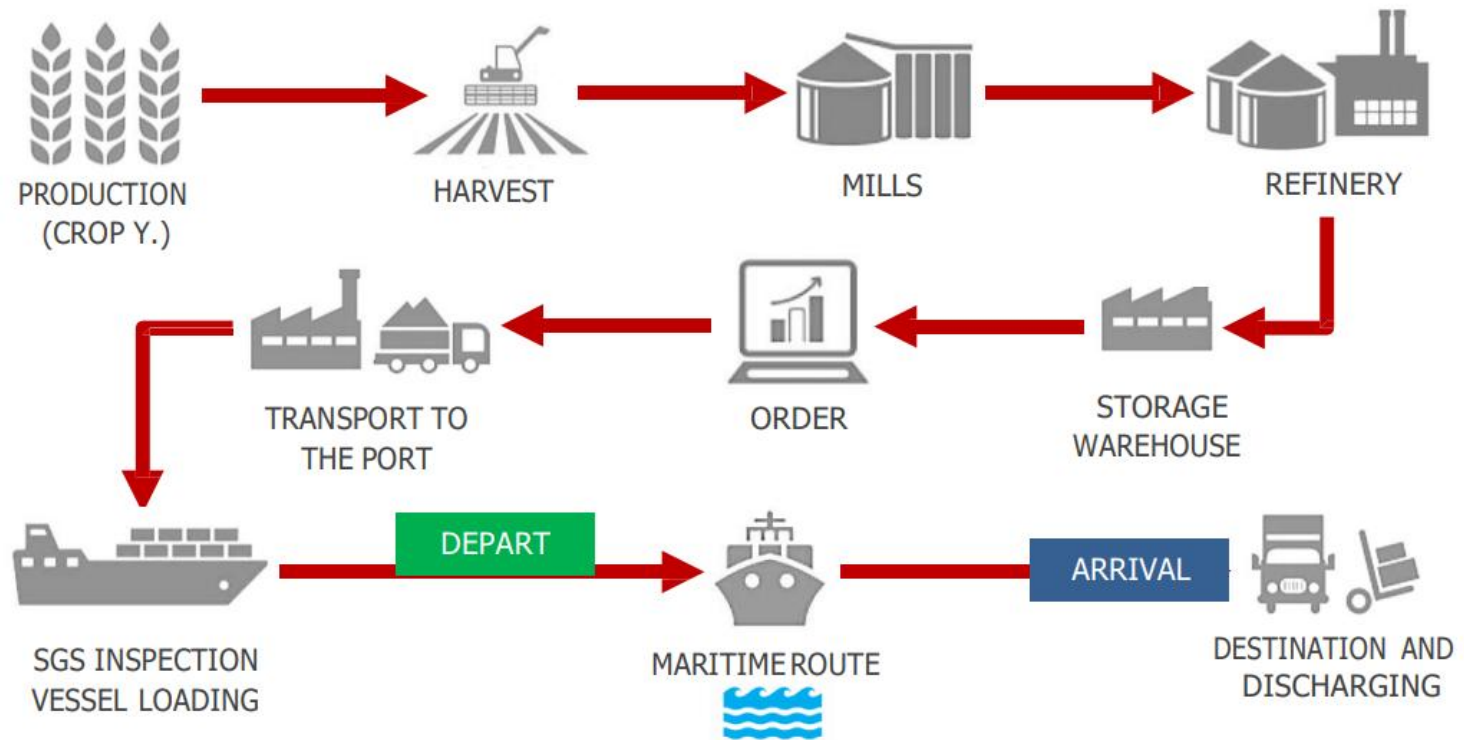 PRODUCTION
(CROP Y.)
HARVEST
MILLS
REFINERY
STORAGE
WAREHOUSE
ORDER
TRANSPORT TO
THE PORT
SGS INSPECTION
VESSEL LOADING
DEPART
MARITIME ROUTE
ARRIVAL
DESTINATION AND
DISCHARGING